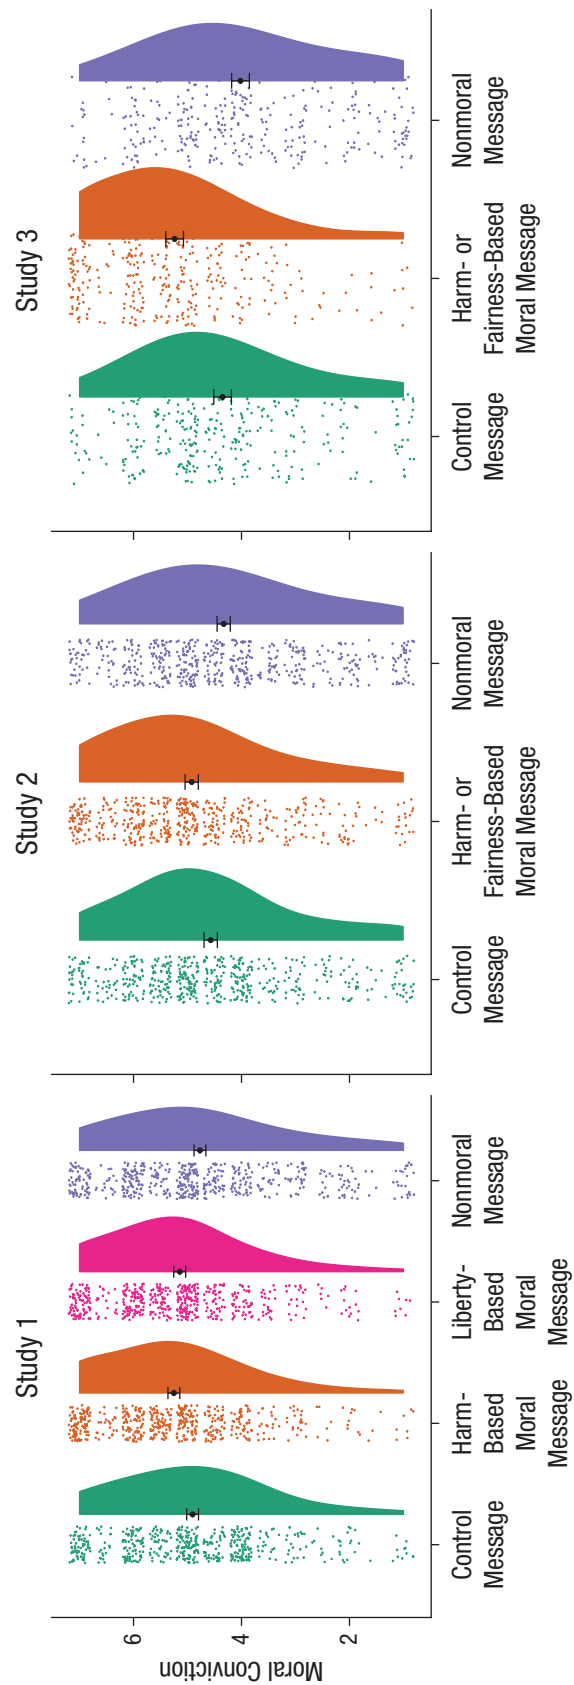 Study 1
Study 2
Study 3
Moral Conviction
6
4
2
Control
Message
Harm-
Based
Moral
Message
Liberty-
Based
Moral
Message
Nonmoral
Message
Control
Message
Harm- or
Fairness-Based
Moral Message
Nonmoral
Message
Control
Message
Harm- or
Fairness-Based
Moral Message
Nonmoral
Message